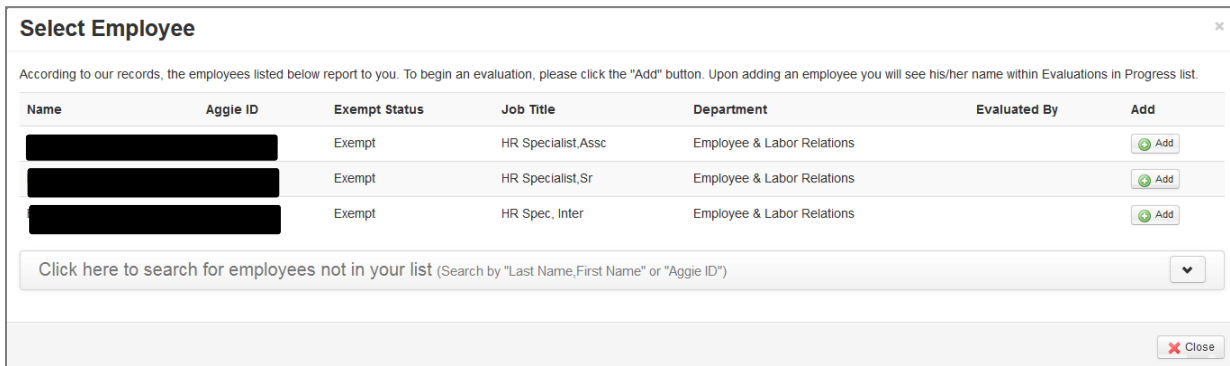 Select Employee
According to our records, the employees listed below report to you. To begin an evaluation, please click the "Add" button. Upon adding an employee you will see his/her name within Evaluations in Progress list.
Name Aggie ID Exempt Status Job Title Department Evaluated By Add
Exempt HR Specialist,Assc Employee & Labor Relations Add
Exempt HR Specialist,Sr Employee & Labor Relations Add
Exempt HR Spec, Inter Employee & Labor Relations Add
Click here to search for employees not in your list (Search by "Last Name,First Name" or "Aggie ID")
Close